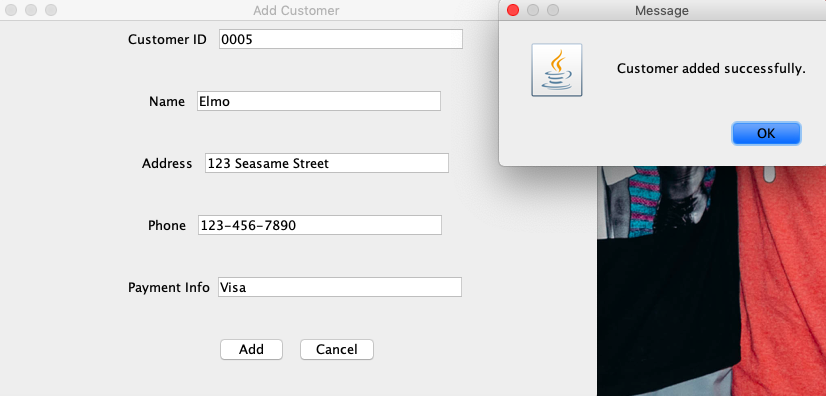 Add Customer
Message
Customer ID 0005
Customer added successfully.
Name Elmo
OK
Address 123 Seasame Street
Phone 123-456-7890
Payment Info Visa
Add Cancel